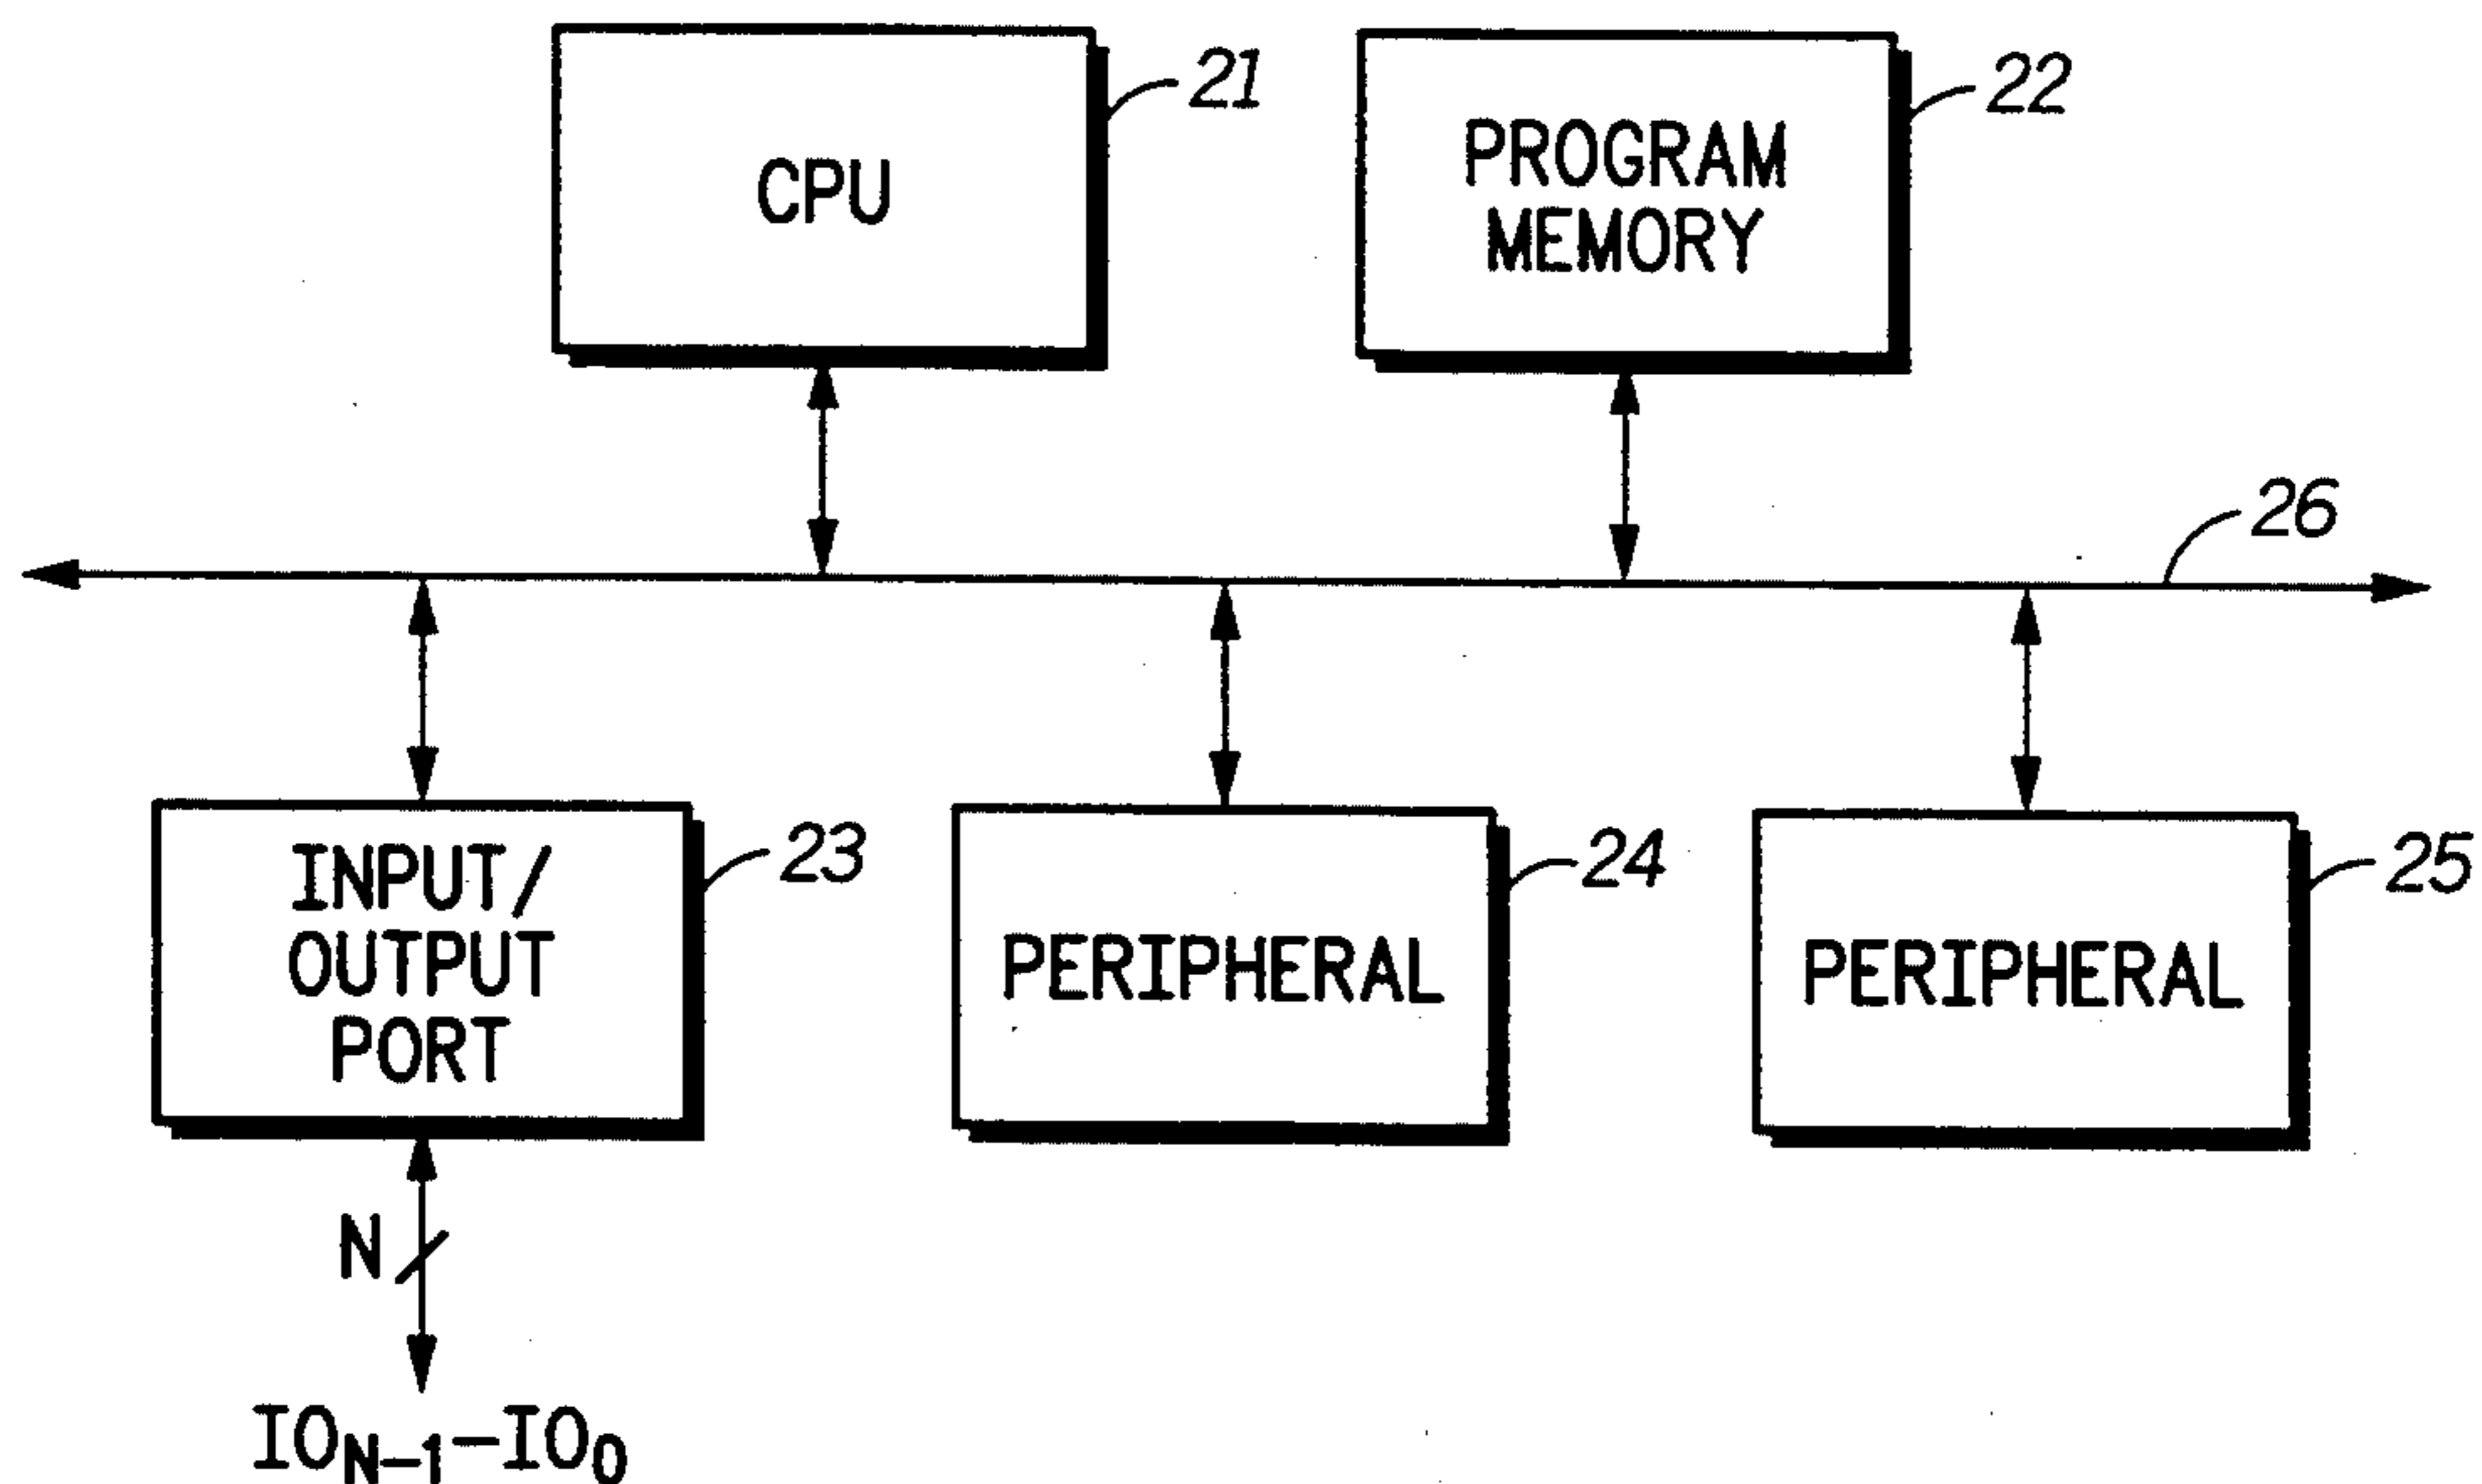 CPU
21
PROGRAM
MEMORY
22
26
INPUT/
OUTPUT
PORT
23
PERIPHERAL
24
PERIPHERAL
25
N
IO_{N-1}-IO_0